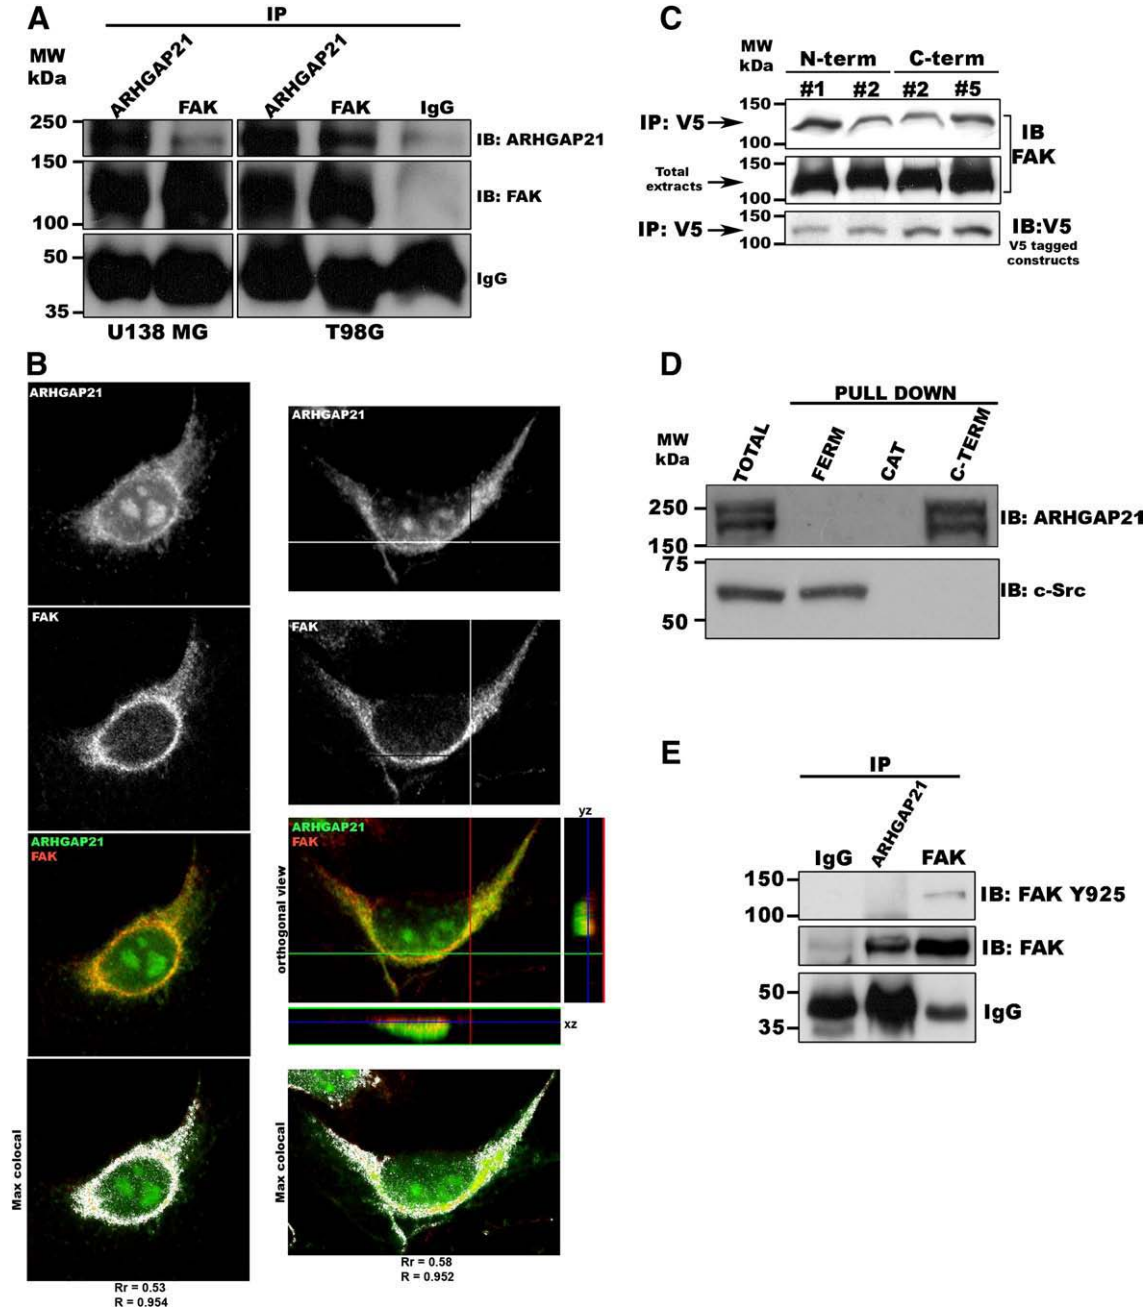 A
IP
MW
kDa
ARHGAP21
FAK
ARHGAP21
FAK
IgG
250
IB: ARHGAP21
150
IB: FAK
100
50
IgG
35
U138 MG
T98G
B
ARHGAP21
FAK
ARHGAP21
FAK
Max colocal
Rr = 0.53
R = 0.954
ARHGAP21
FAK
yz
ARHGAP21
FAK
orthogonal view
xz
Max colocal
Rr = 0.58
R = 0.952
C
MW
kDa
N-term
C-term
#1
#2
#2
#5
150
IP: V5
100
IB
FAK
150
Total
extracts
100
150
IP: V5
100
IB:V5
V5 tagged
constructs
D
PULL DOWN
MW
kDa
TOTAL
FERM
CAT
C-TERM
250
IB: ARHGAP21
150
75
IB: c-Src
50
E
IP
IgG
ARHGAP21
FAK
150
IB: FAK Y925
100
IB: FAK
50
IgG
35